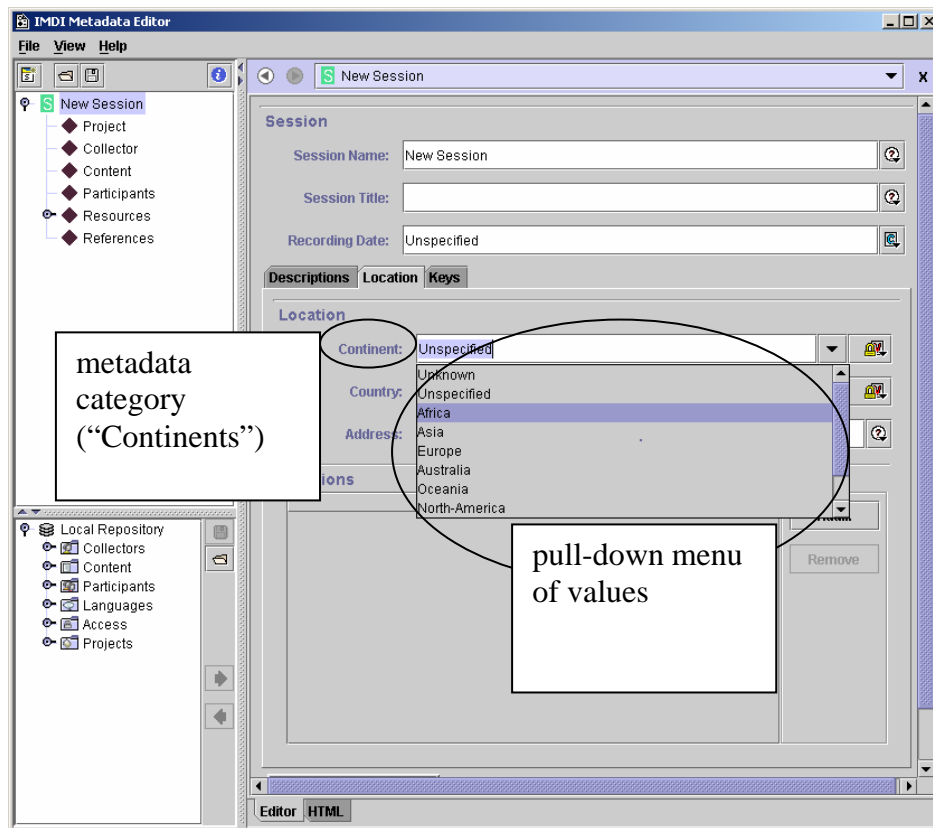 IMDI Metadata Editor
File View Help
New Session
New Session
Project
Collector
Content
Participants
Resources
References
Session
Session Name: New Session
Session Title:
Recording Date: Unspecified
Descriptions Location Keys
Location
Continent: Unspecified
Unknown
Country: Unspecified
Africa
Address: Asia
Europe
Australia
Oceania
North-America
metadata
category
(“Continents”)
pull-down menu
of values
Remove
Local Repository
Collectors
Content
Participants
Languages
Access
Projects
Editor HTML